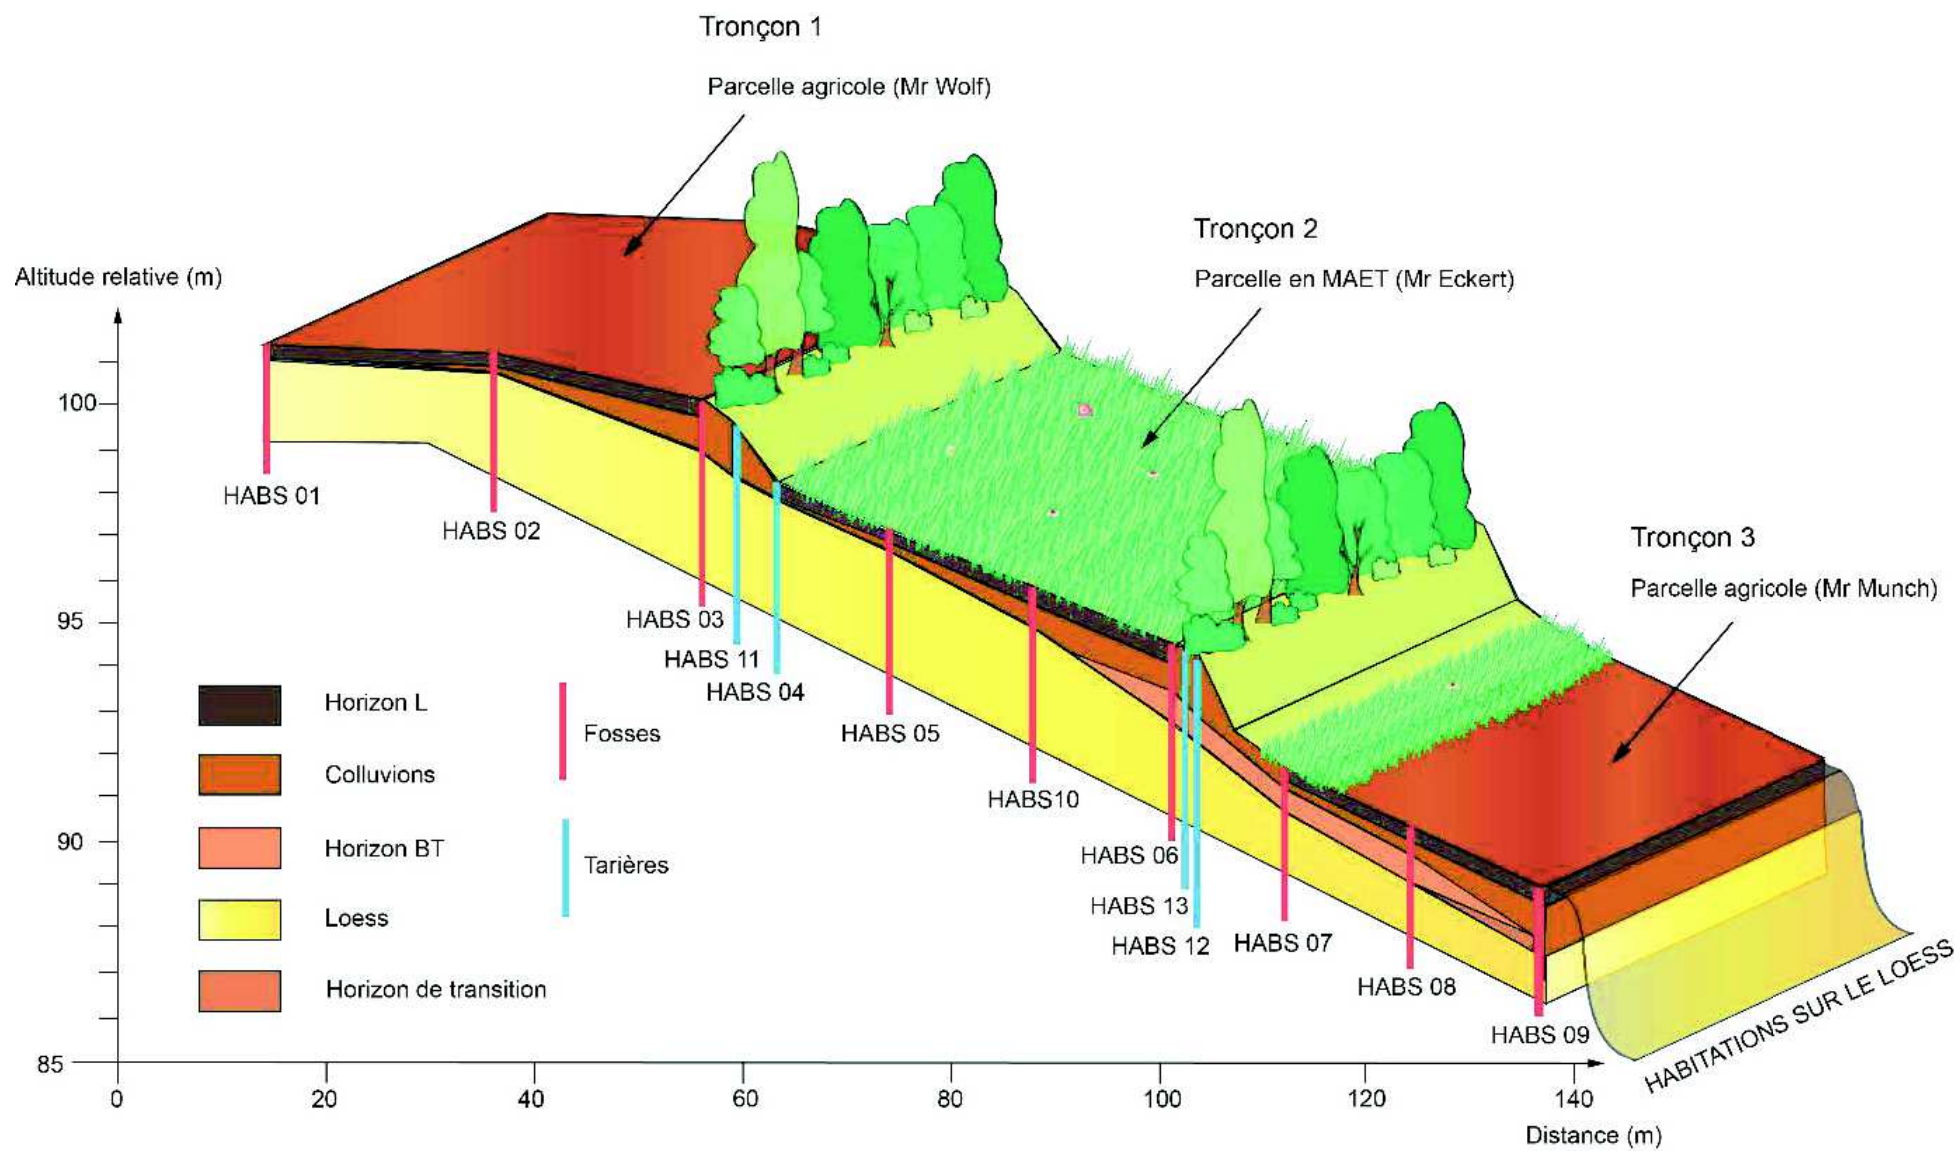 Tronçon 1
Parcelle agricole (Mr Wolf)
Tronçon 2
Parcelle en MAET (Mr Eckert)
Tronçon 3
Parcelle agricole (Mr Munch)
Altitude relative (m)
100
95
90
85
HABS 01
HABS 02
HABS 03
HABS 11
HABS 04
HABS 05
HABS10
HABS 06
HABS 13
HABS 12
HABS 07
HABS 08
HABS 09
Horizon L
Colluvions
Horizon BT
Loess
Horizon de transition
Fosses
Tarières
HABITATIONS SUR LE LOESS
0
20
40
60
80
100
120
140
Distance (m)